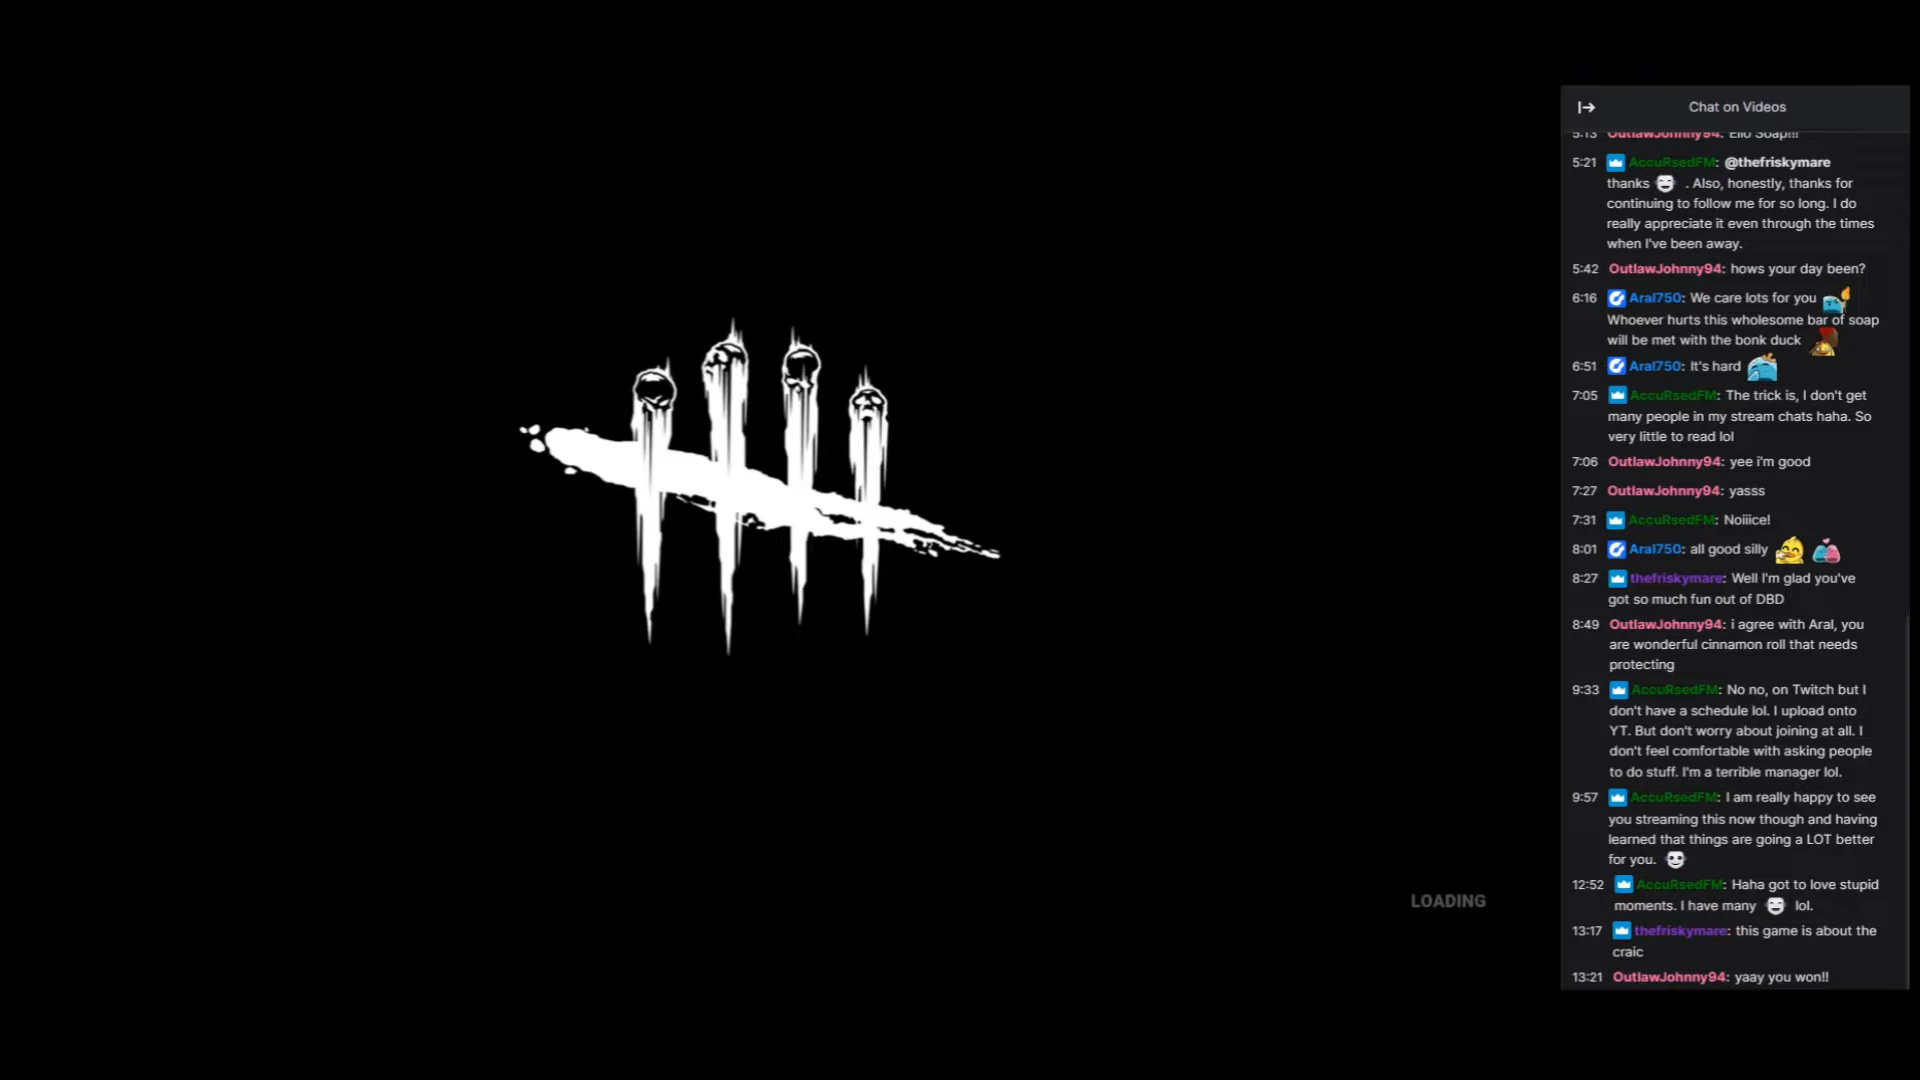 Chat on Videos
5:13 OutlawJohnny94: Ello Soap!!!
5:21 AccuRsedFM: @thefriskymare
thanks . Also, honestly, thanks for
continuing to follow me for so long. I do
really appreciate it even through the times
when I've been away.
5:42 OutlawJohnny94: hows your day been?
6:16 Aral750: We care lots for you
Whoever hurts this wholesome bar of soap
will be met with the bonk duck
6:51 Aral750: It's hard
7:05 AccuRsedFM: The trick is, I don't get
many people in my stream chats haha. So
very little to read lol
7:06 OutlawJohnny94: yee i'm good
7:27 OutlawJohnny94: yasss
7:31 AccuRsedFM: Noiiice!
8:01 Aral750: all good silly
8:27 thefriskymare: Well I'm glad you've
got so much fun out of DBD
8:49 OutlawJohnny94: i agree with Aral, you
are wonderful cinnamon roll that needs
protecting
9:33 AccuRsedFM: No no, on Twitch but I
don't have a schedule lol. I upload onto
YT. But don't worry about joining at all. I
don't feel comfortable with asking people
to do stuff. I'm a terrible manager lol.
9:57 AccuRsedFM: I am really happy to see
you streaming this now though and having
learned that things are going a LOT better
for you.
12:52 AccuRsedFM: Haha got to love stupid
moments. I have many lol.
13:17 thefriskymare: this game is about the
craic
13:21 OutlawJohnny94: yaay you won!!
LOADING